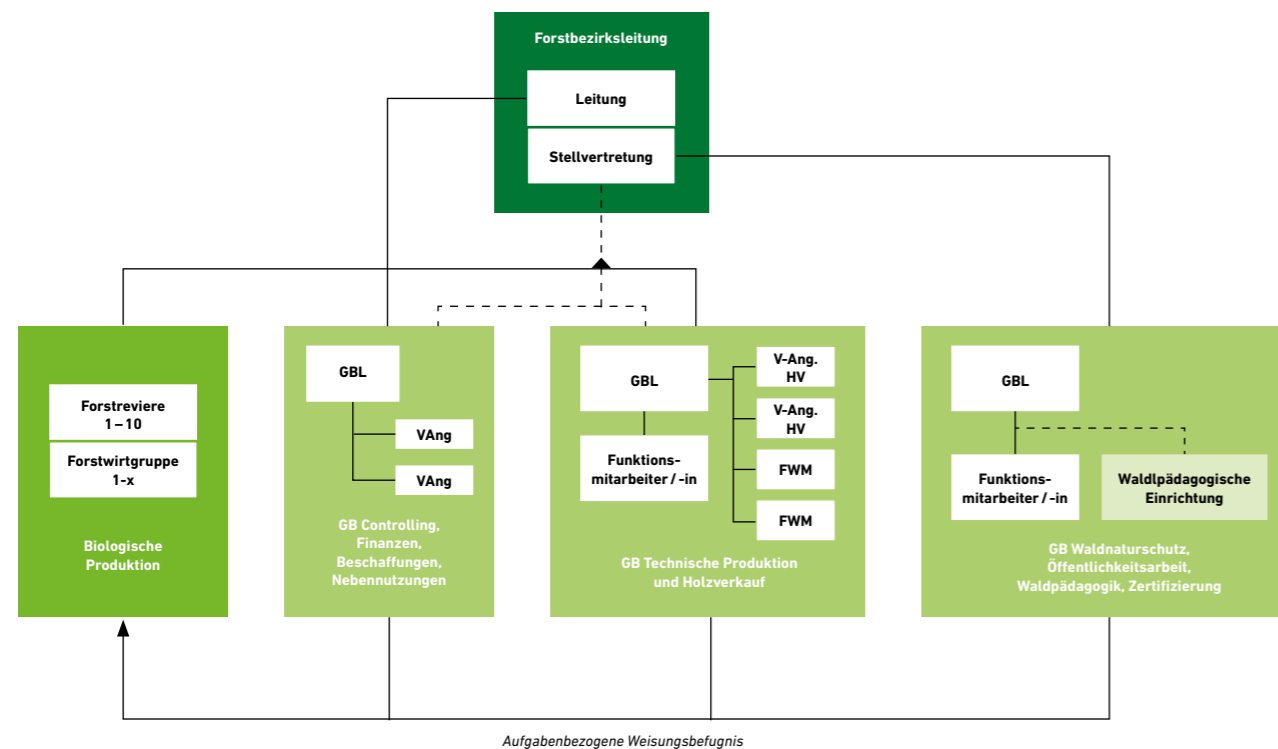 Forstbezirksleitung
Leitung
Stellvertretung
Forstreviere
1 – 10
Forstwirtgruppe
1-x
Biologische
Produktion
GBL
VAng
VAng
GB Controlling,
Finanzen,
Beschaffungen,
Nebennutzungen
GBL
Funktions-
mitarbeiter / -in
V-Ang.
HV
V-Ang.
HV
FWM
FWM
GB Technische Produktion
und Holzverkauf
GBL
Funktions-
mitarbeiter / -in
Waldlpädagogische
Einrichtung
GB Waldnaturschutz,
Öffentlichkeitsarbeit,
Waldpädagogik, Zertifizierung
Aufgabenbezogene Weisungsbefugnis